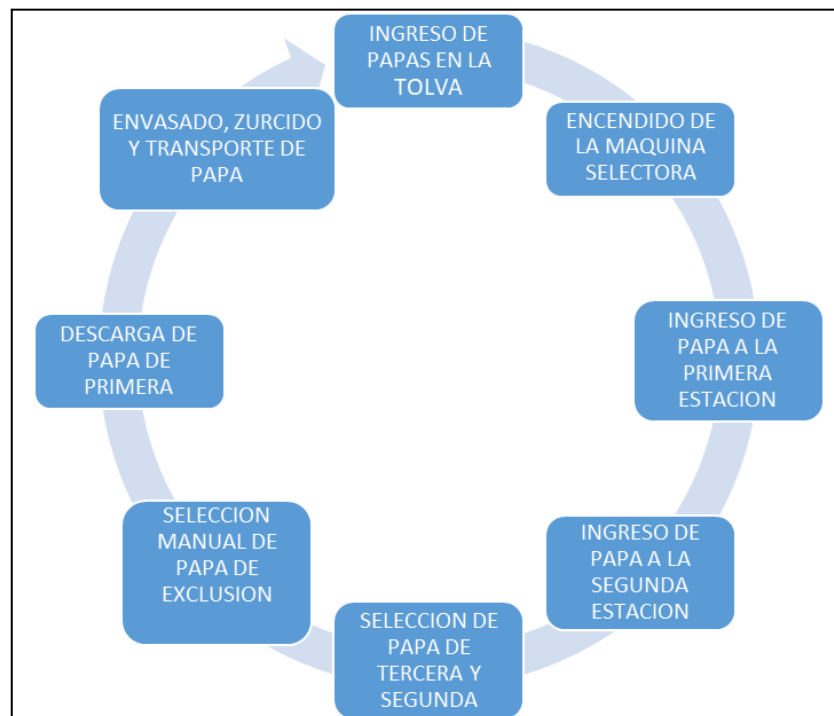 INGRESO DE
PAPAS EN LA
TOLVA
ENCENDIDO DE
LA MAQUINA
SELECTORA
INGRESO DE
PAPA A LA
PRIMERA
ESTACION
INGRESO DE
PAPA A LA
SEGUNDA
ESTACION
SELECCION DE
PAPA DE
TERCERA Y
SEGUNDA
SELECCION
MANUAL DE
PAPA DE
EXCLUSION
DESCARGA DE
PAPA DE
PRIMERA
ENVASADO, ZURCIDO
Y TRANSPORTE DE
PAPA